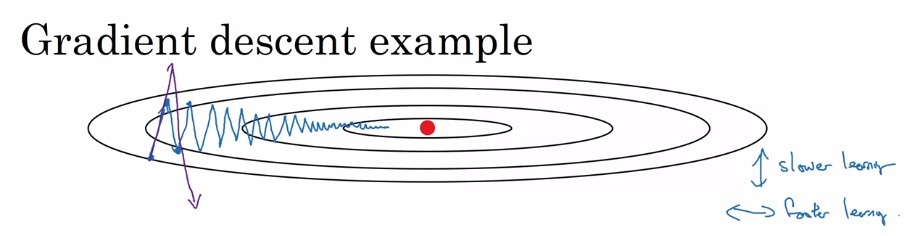 Gradient descent example
slower learning
faster learning.